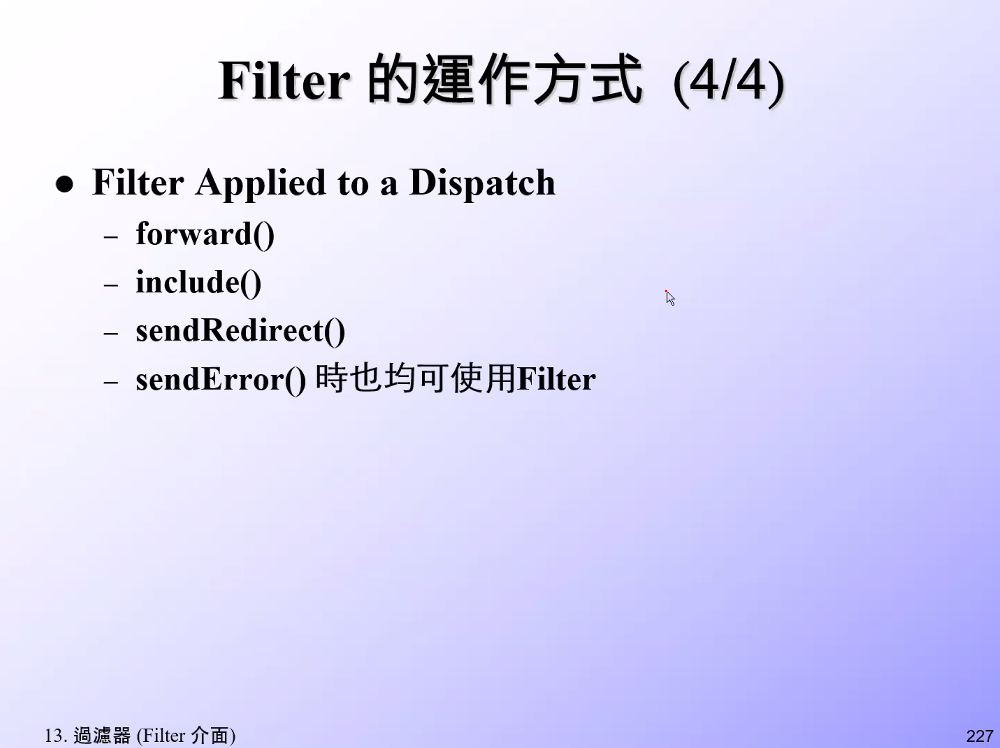 Filter 的運作方式 (4/4)
● Filter Applied to a Dispatch
– forward()
– include()
– sendRedirect()
– sendError() 時也均可使用Filter
13. 過濾器 (Filter 介面)
227